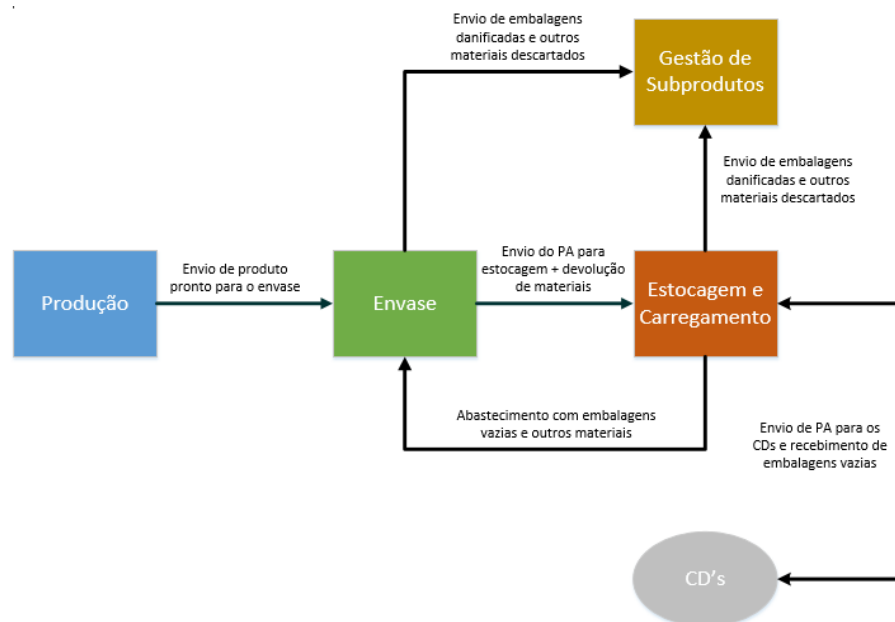 Envio de embalagens
danificadas e outros
materiais descartados
Gestão de
Subprodutos
Envio de embalagens
danificadas e outros
materiais descartados
Produção
Envio de produto
pronto para o envase
Envase
Envio do PA para
estocagem + devolução
de materiais
Estocagem e
Carregamento
Abastecimento com embalagens
vazias e outros materiais
Envio de PA para os
CDs e recebimento de
embalagens vazias
CD's